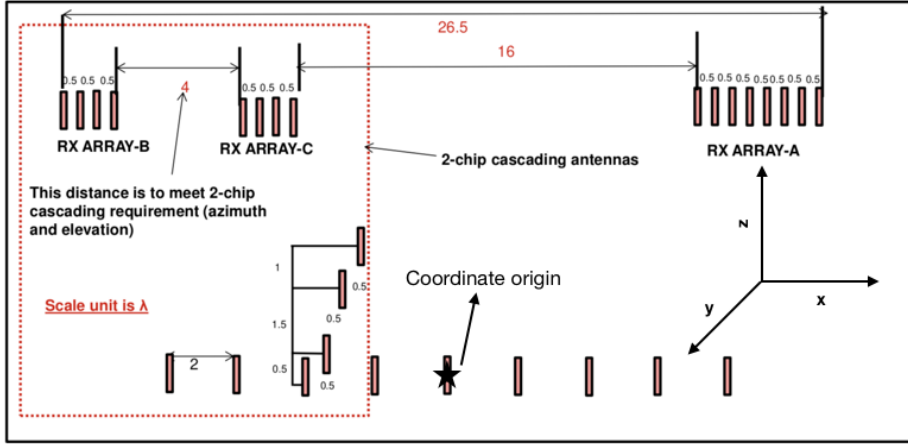 26.5
16
0.5 0.5 0.5
4
0.5 0.5 0.5
0.5 0.5 0.5 0.5 0.5 0.5 0.5
RX ARRAY-B
RX ARRAY-C
RX ARRAY-A
2-chip cascading antennas
This distance is to meet 2-chip
cascading requirement (azimuth
and elevation)
z
x
y
Coordinate origin
Scale unit is λ
1
0.5
1.5
0.5
0.5
0.5
2